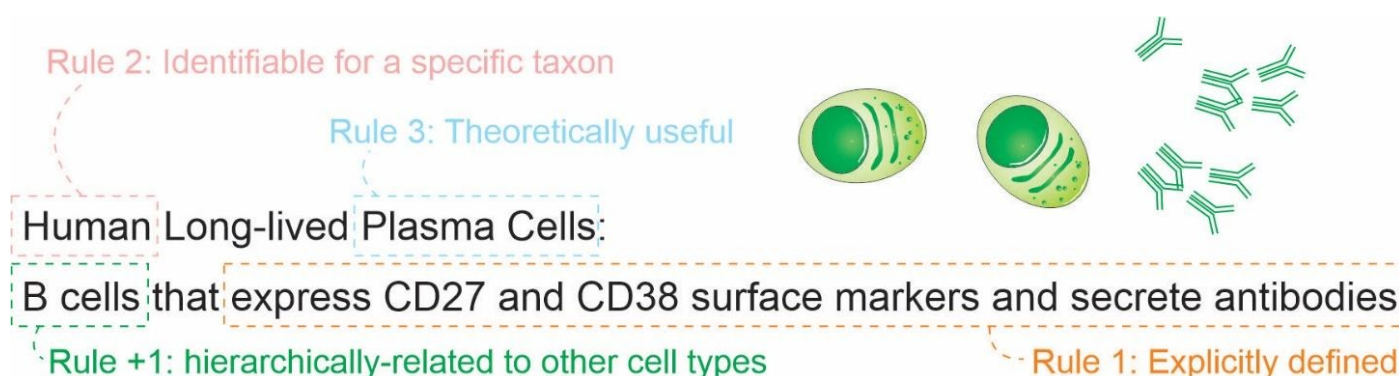 Rule 2: Identifiable for a specific taxon
Rule 3: Theoretically useful
Human Long-lived Plasma Cells:
B cells that express CD27 and CD38 surface markers and secrete antibodies
Rule +1: hierarchically-related to other cell types
Rule 1: Explicitly defined